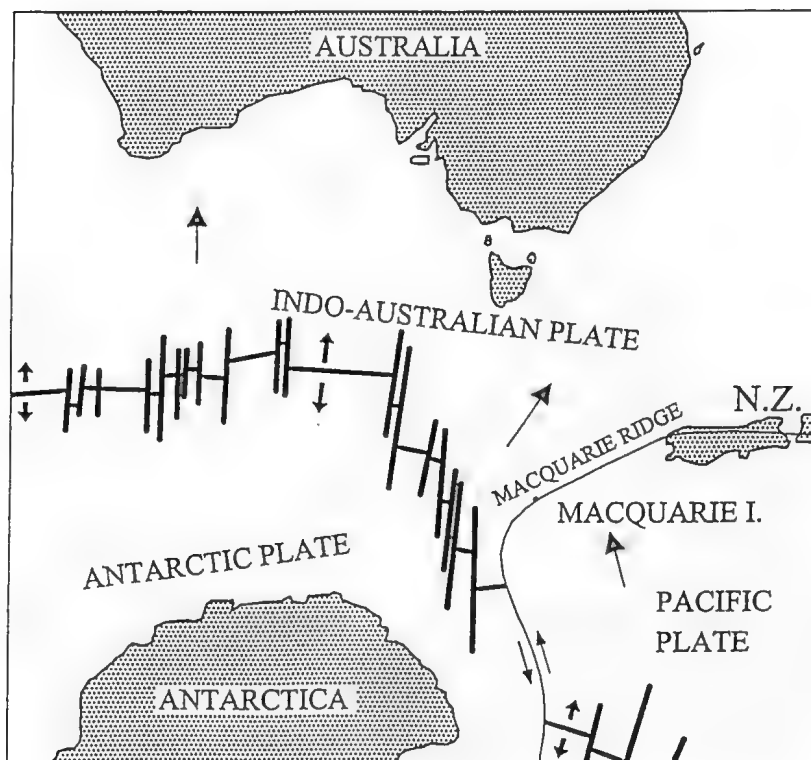 AUSTRALIA
INDO-AUSTRALIAN PLATE
N.Z.
MACQUARIE RIDGE
MACQUARIE I.
ANTARCTIC PLATE
PACIFIC
PLATE
ANTARCTICA